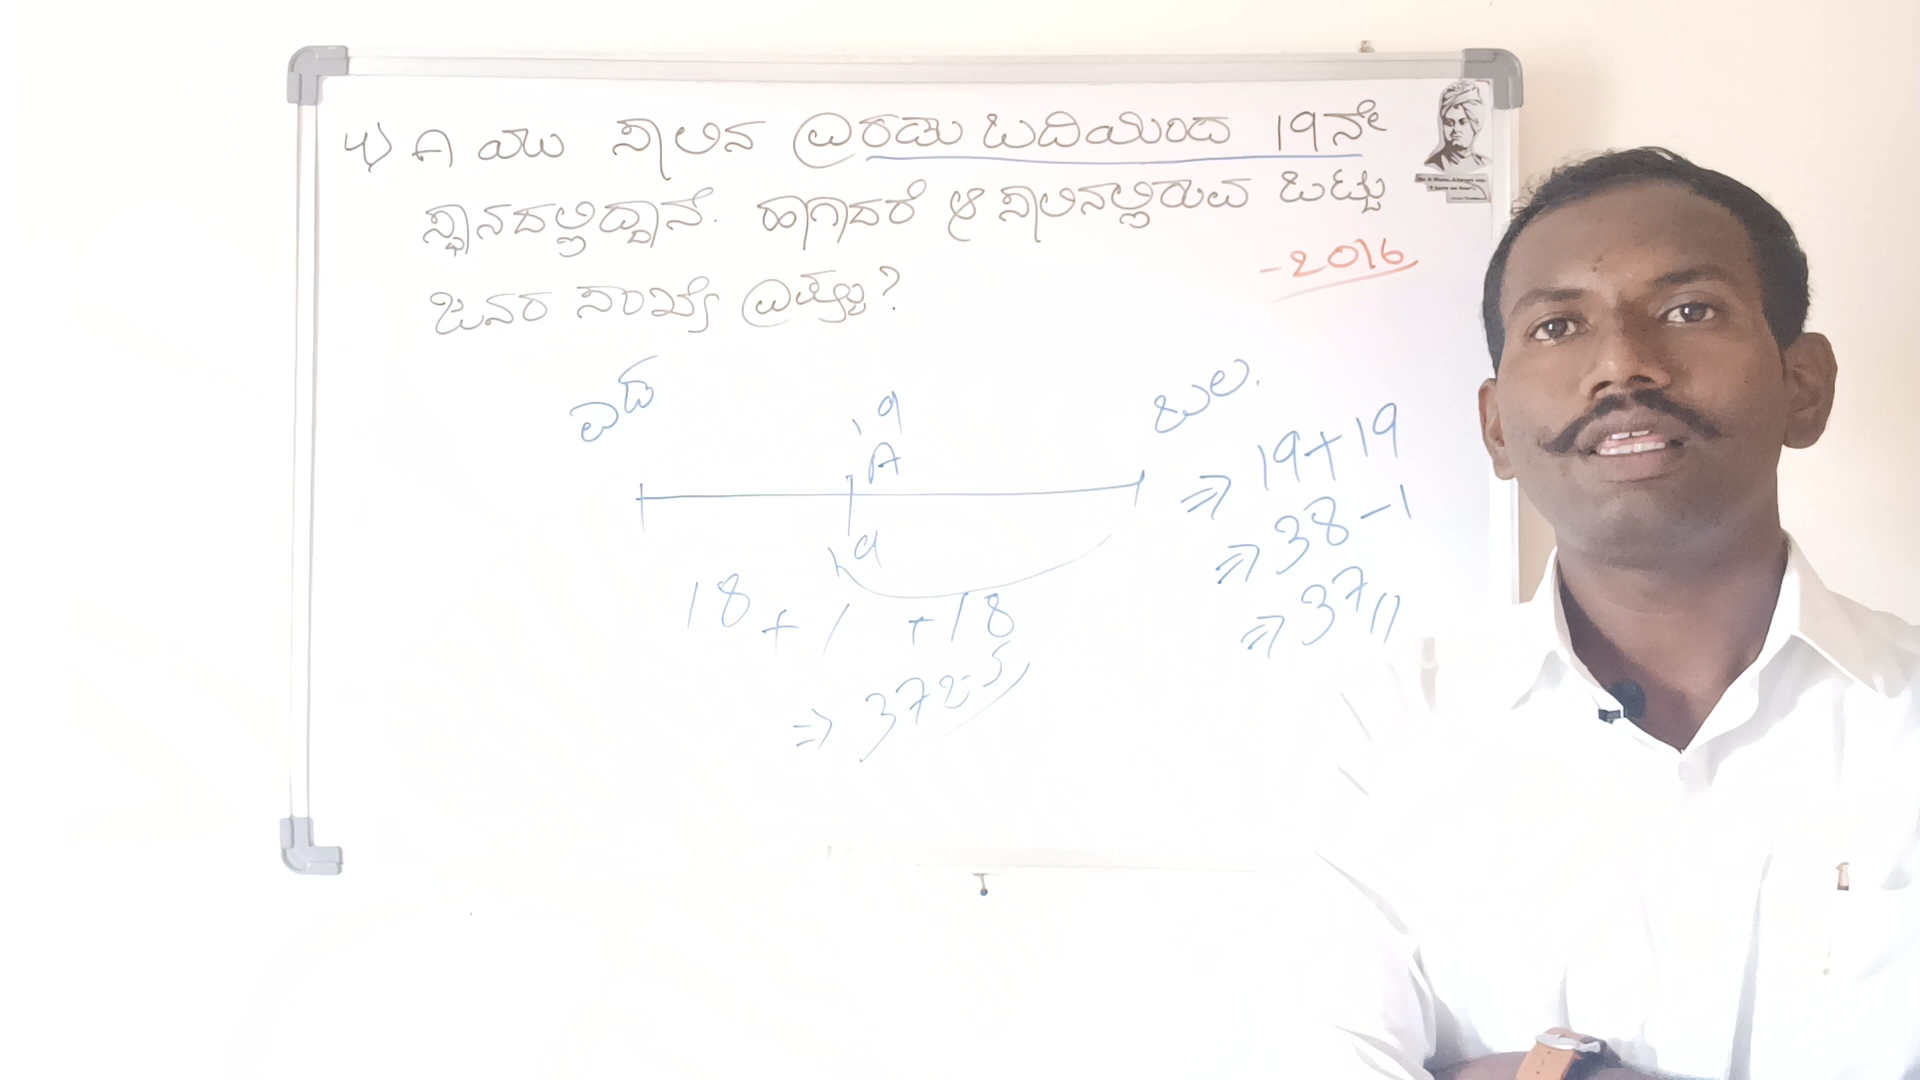 4) A ಯು ಸಾಲಿನ ಎರಡು ಬದಿಯಿಂದ 19ನೇ
ಸ್ಥಾನದಲ್ಲಿದ್ದಾನೆ. ಹಾಗಾದರೆ ಆ ಸಾಲಿನಲ್ಲಿರುವ ಒಟ್ಟು
-2016
ಜನರ ಸಂಖ್ಯೆ ಎಷ್ಟು?
ಎಡ
19
ಬಲ.
A
19
18 + 1 + 18
⇒ 37
⇒ 19+19
⇒ 38-1
⇒ 37//